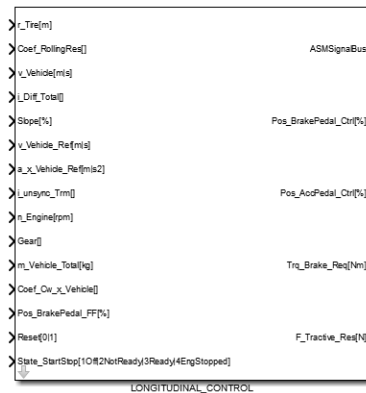 r_Tire[m]
Coef_RollingRes[]
ASMSignalBus
v_Vehicle[m|s]
i_Diff_Total[]
Slope[%]
Pos_BrakePedal_Ctrl[%]
v_Vehicle_Ref[m|s]
a_x_Vehicle_Ref[m|s2]
i_unsync_Trm[]
Pos_AccPedal_Ctrl[%]
n_Engine[rpm]
Gear[]
m_Vehicle_Total[kg]
Trq_Brake_Req[Nm]
Coef_Cw_x_Vehicle[]
Pos_BrakePedal_FF[%]
Reset[0|1]
F_Tractive_Res[N]
State_StartStop[1Off|2NotReady|3Ready|4EngStopped]
LONGITUDINAL_CONTROL